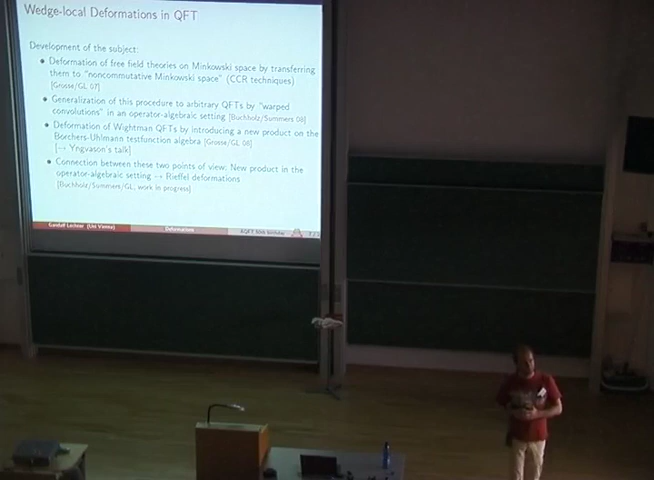 Wedge-local Deformations in QFT
Development of the subject:
Deformation of free field theories on Minkowski space by transferring
them to "noncommutative Minkowski space" (CCR techniques)
[Grosse/GL 07]
Generalization of this procedure to arbitrary QFTs by "warped
convolutions" in an operator-algebraic setting [Buchholz/Summers 08]
Deformation of Wightman QFTs by introducing a new product on the
Borchers-Uhlmann testfunction algebra [Grosse/GL 08]
[→ Yngvason's talk]
Connection between these two points of view: New product in the
operator-algebraic setting → Rieffel deformations
[Buchholz/Summers/GL, work in progress]
Gandalf Lechner (Uni Vienna)
Deformations
AQFT 50th birthday